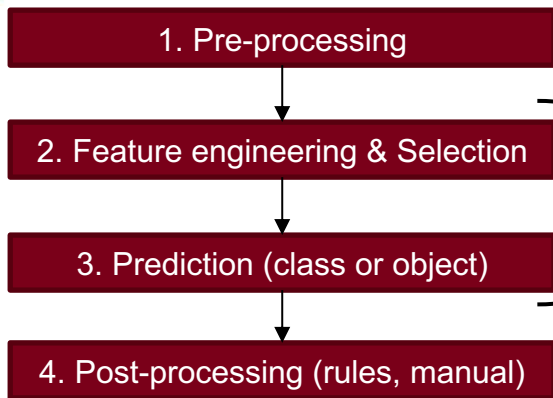 1. Pre-processing
2. Feature engineering & Selection
3. Prediction (class or object)
4. Post-processing (rules, manual)